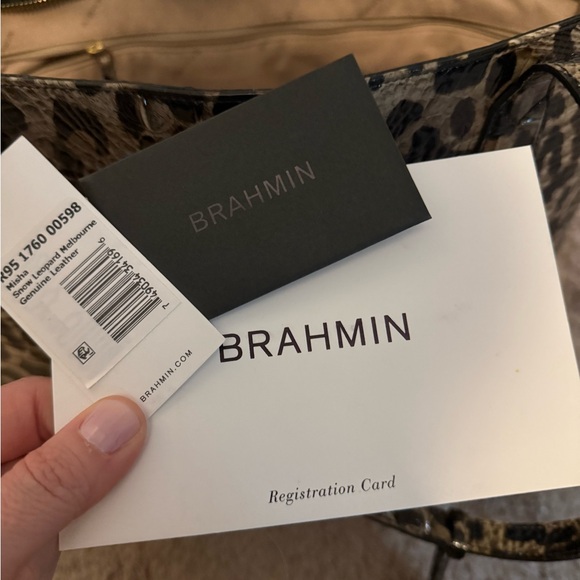 R95 1760 00598
Misha
Snow Leopard Melbourne
Genuine Leather
BRAHMIN.COM
BRAHMIN
BRAHMIN
Registration Card